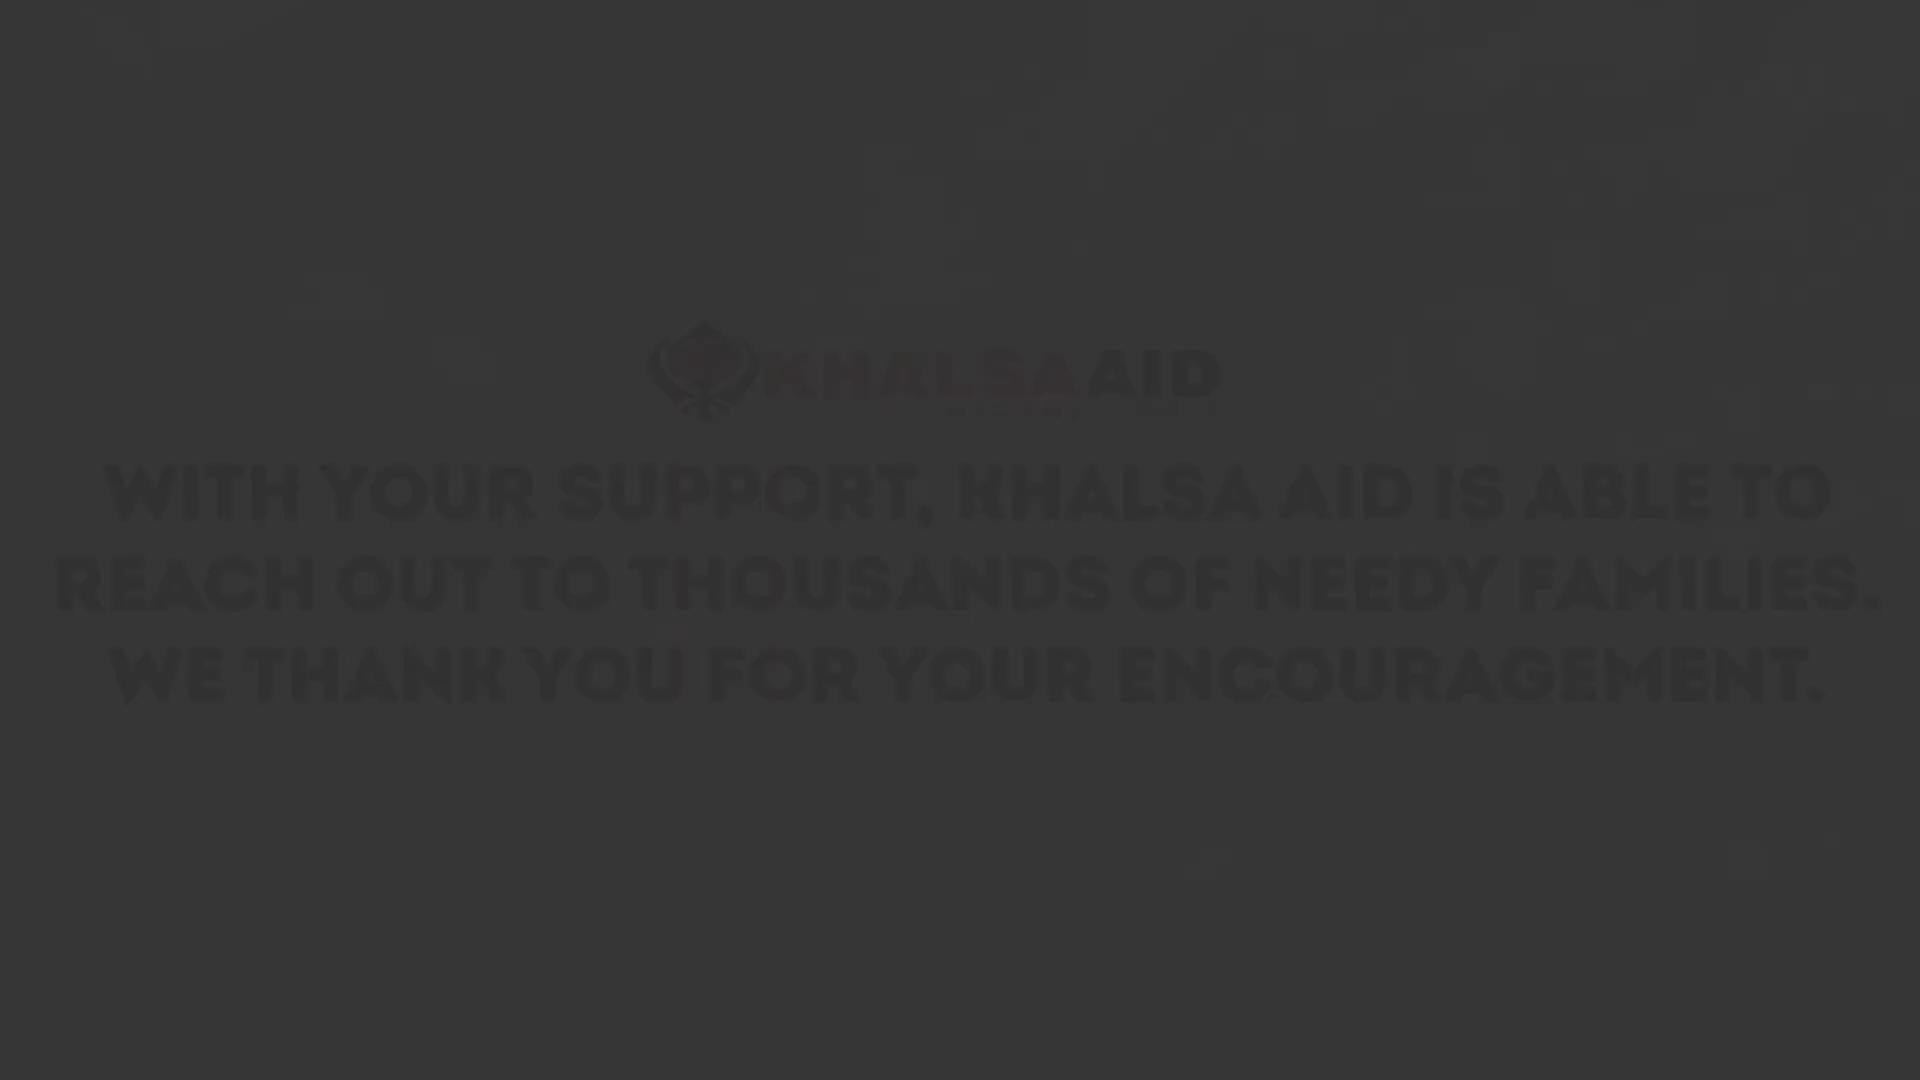 KHALSA AID
WITH YOUR SUPPORT, KHALSA AID IS ABLE TO
REACH OUT TO THOUSANDS OF NEEDY FAMILIES.
WE THANK YOU FOR YOUR ENCOURAGEMENT.